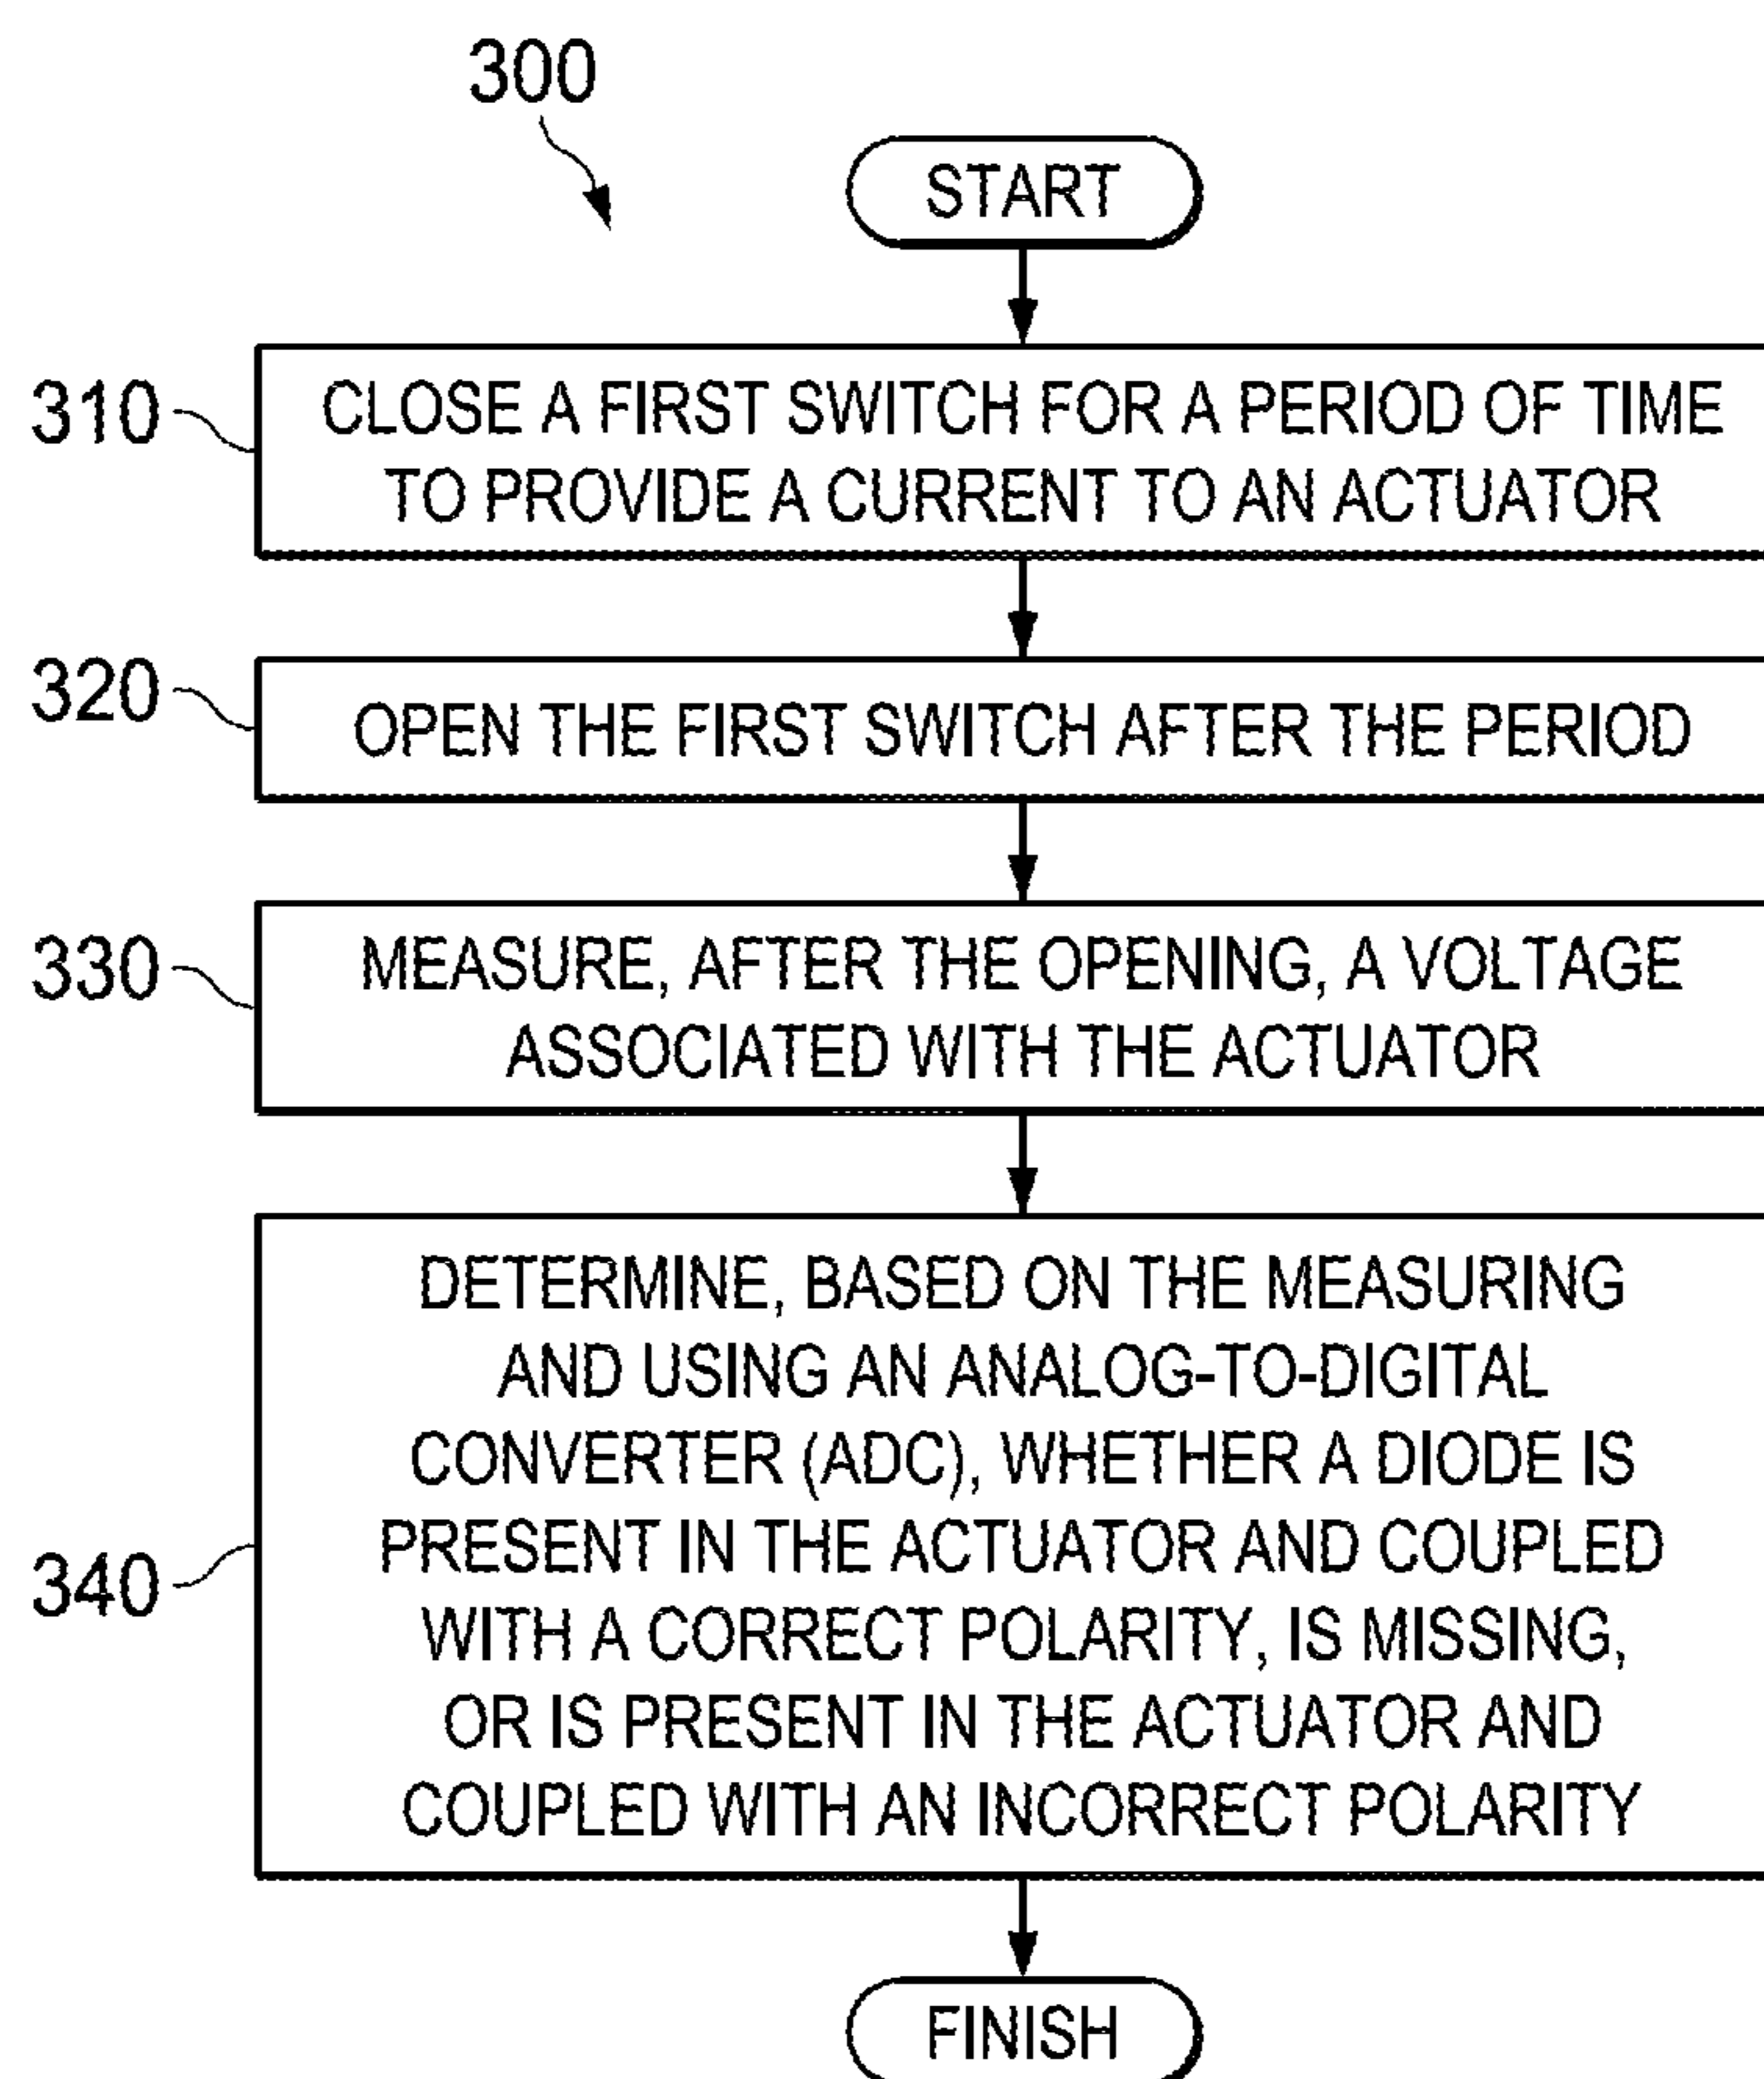 300
START
310
CLOSE A FIRST SWITCH FOR A PERIOD OF TIME
TO PROVIDE A CURRENT TO AN ACTUATOR
320
OPEN THE FIRST SWITCH AFTER THE PERIOD
330
MEASURE, AFTER THE OPENING, A VOLTAGE
ASSOCIATED WITH THE ACTUATOR
340
DETERMINE, BASED ON THE MEASURING
AND USING AN ANALOG-TO-DIGITAL
CONVERTER (ADC), WHETHER A DIODE IS
PRESENT IN THE ACTUATOR AND COUPLED
WITH A CORRECT POLARITY, IS MISSING,
OR IS PRESENT IN THE ACTUATOR AND
COUPLED WITH AN INCORRECT POLARITY
FINISH